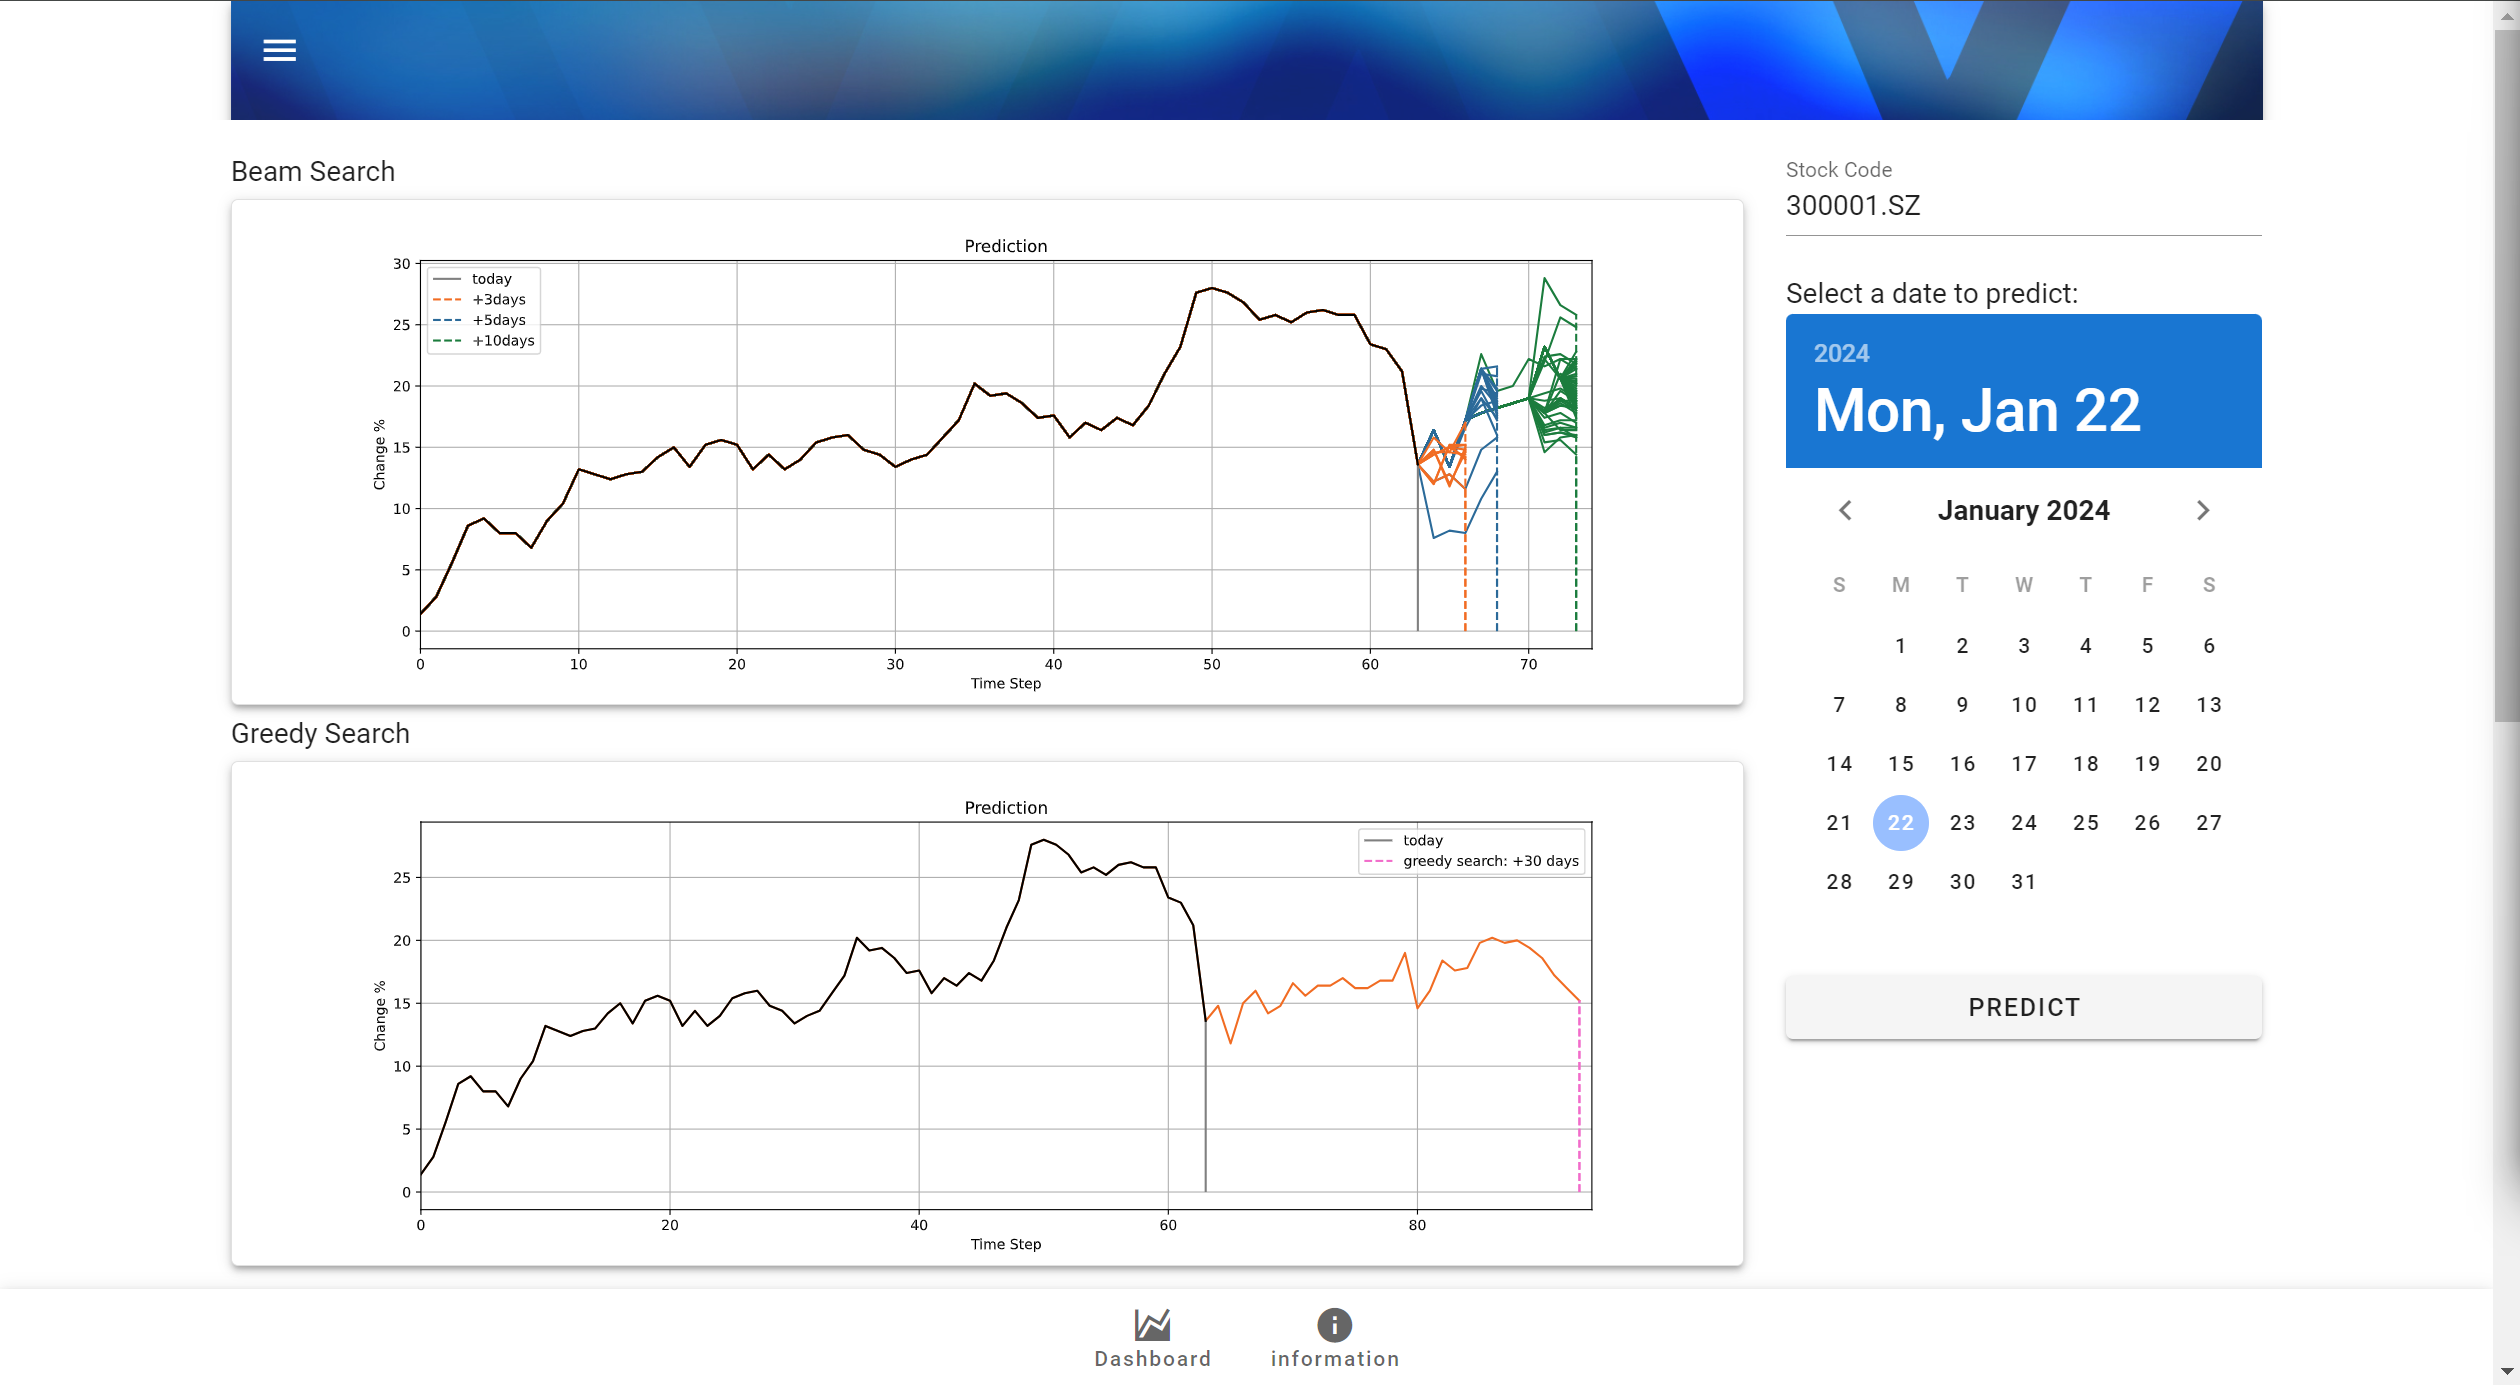 Beam Search
Prediction
today
+3days
+5days
+10days
30
25
20
15
10
5
0
Change %
0 10 20 30 40 50 60 70
Time Step
Greedy Search
Prediction
today
greedy search: +30 days
25
20
15
10
5
0
Change %
0 20 40 60 80
Time Step
Stock Code
300001.SZ
Select a date to predict:
2024
Mon, Jan 22
January 2024
S M T W T F S
1 2 3 4 5 6
7 8 9 10 11 12 13
14 15 16 17 18 19 20
21 22 23 24 25 26 27
28 29 30 31
PREDICT
Dashboard
information